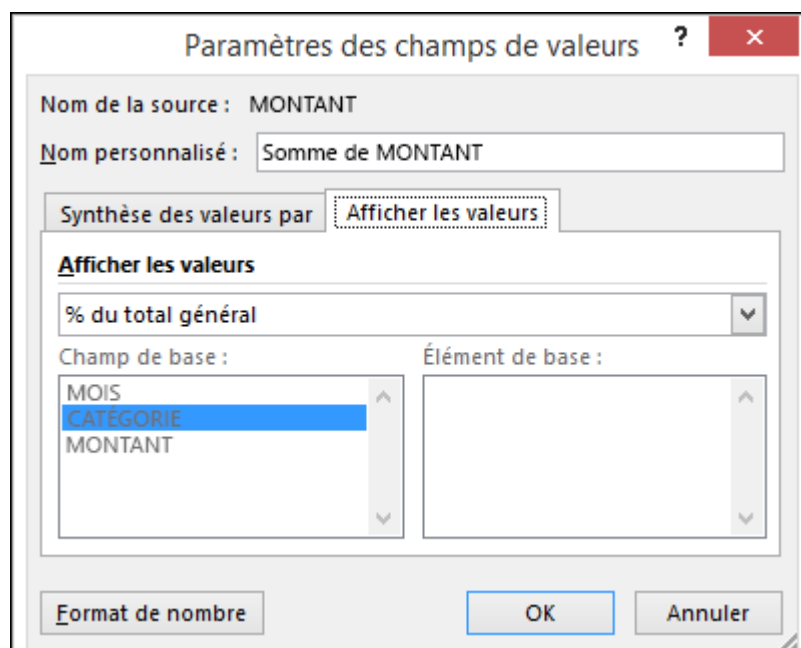 Paramètres des champs de valeurs ? ×
Nom de la source : MONTANT
Nom personnalisé : Somme de MONTANT
Synthèse des valeurs par Afficher les valeurs
Afficher les valeurs
% du total général
Champ de base : Élément de base :
MOIS
CATÉGORIE
MONTANT
Format de nombre OK Annuler